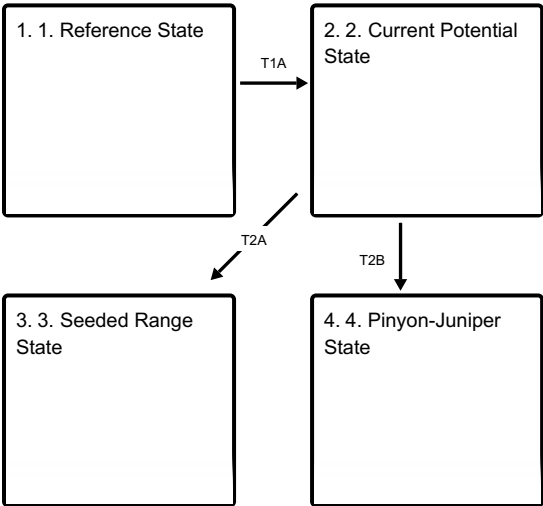 1. 1. Reference State
T1A
2. 2. Current Potential
State
T2A
T2B
3. 3. Seeded Range
State
4. 4. Pinyon-Juniper
State